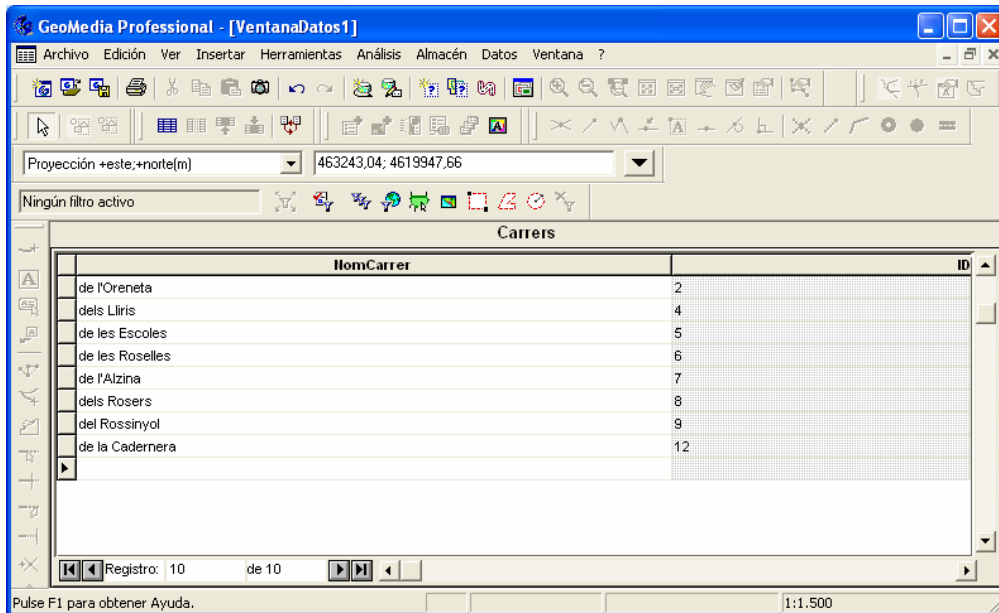 GeoMedia Professional - [VentanaDatos1]
Archivo Edición Ver Insertar Herramientas Análisis Almacén Datos Ventana ?
Proyección +este;+norte(m) 463243,04; 4619947,66
Ningún filtro activo
Carrers
NomCarrer ID
de l'Oreneta 2
dels Lliris 4
de les Escoles 5
de les Roselles 6
de l'Alzina 7
dels Rosers 8
del Rossinyol 9
de la Cadernera 12
Registro: 10 de 10
Pulse F1 para obtener Ayuda. 1:1.500